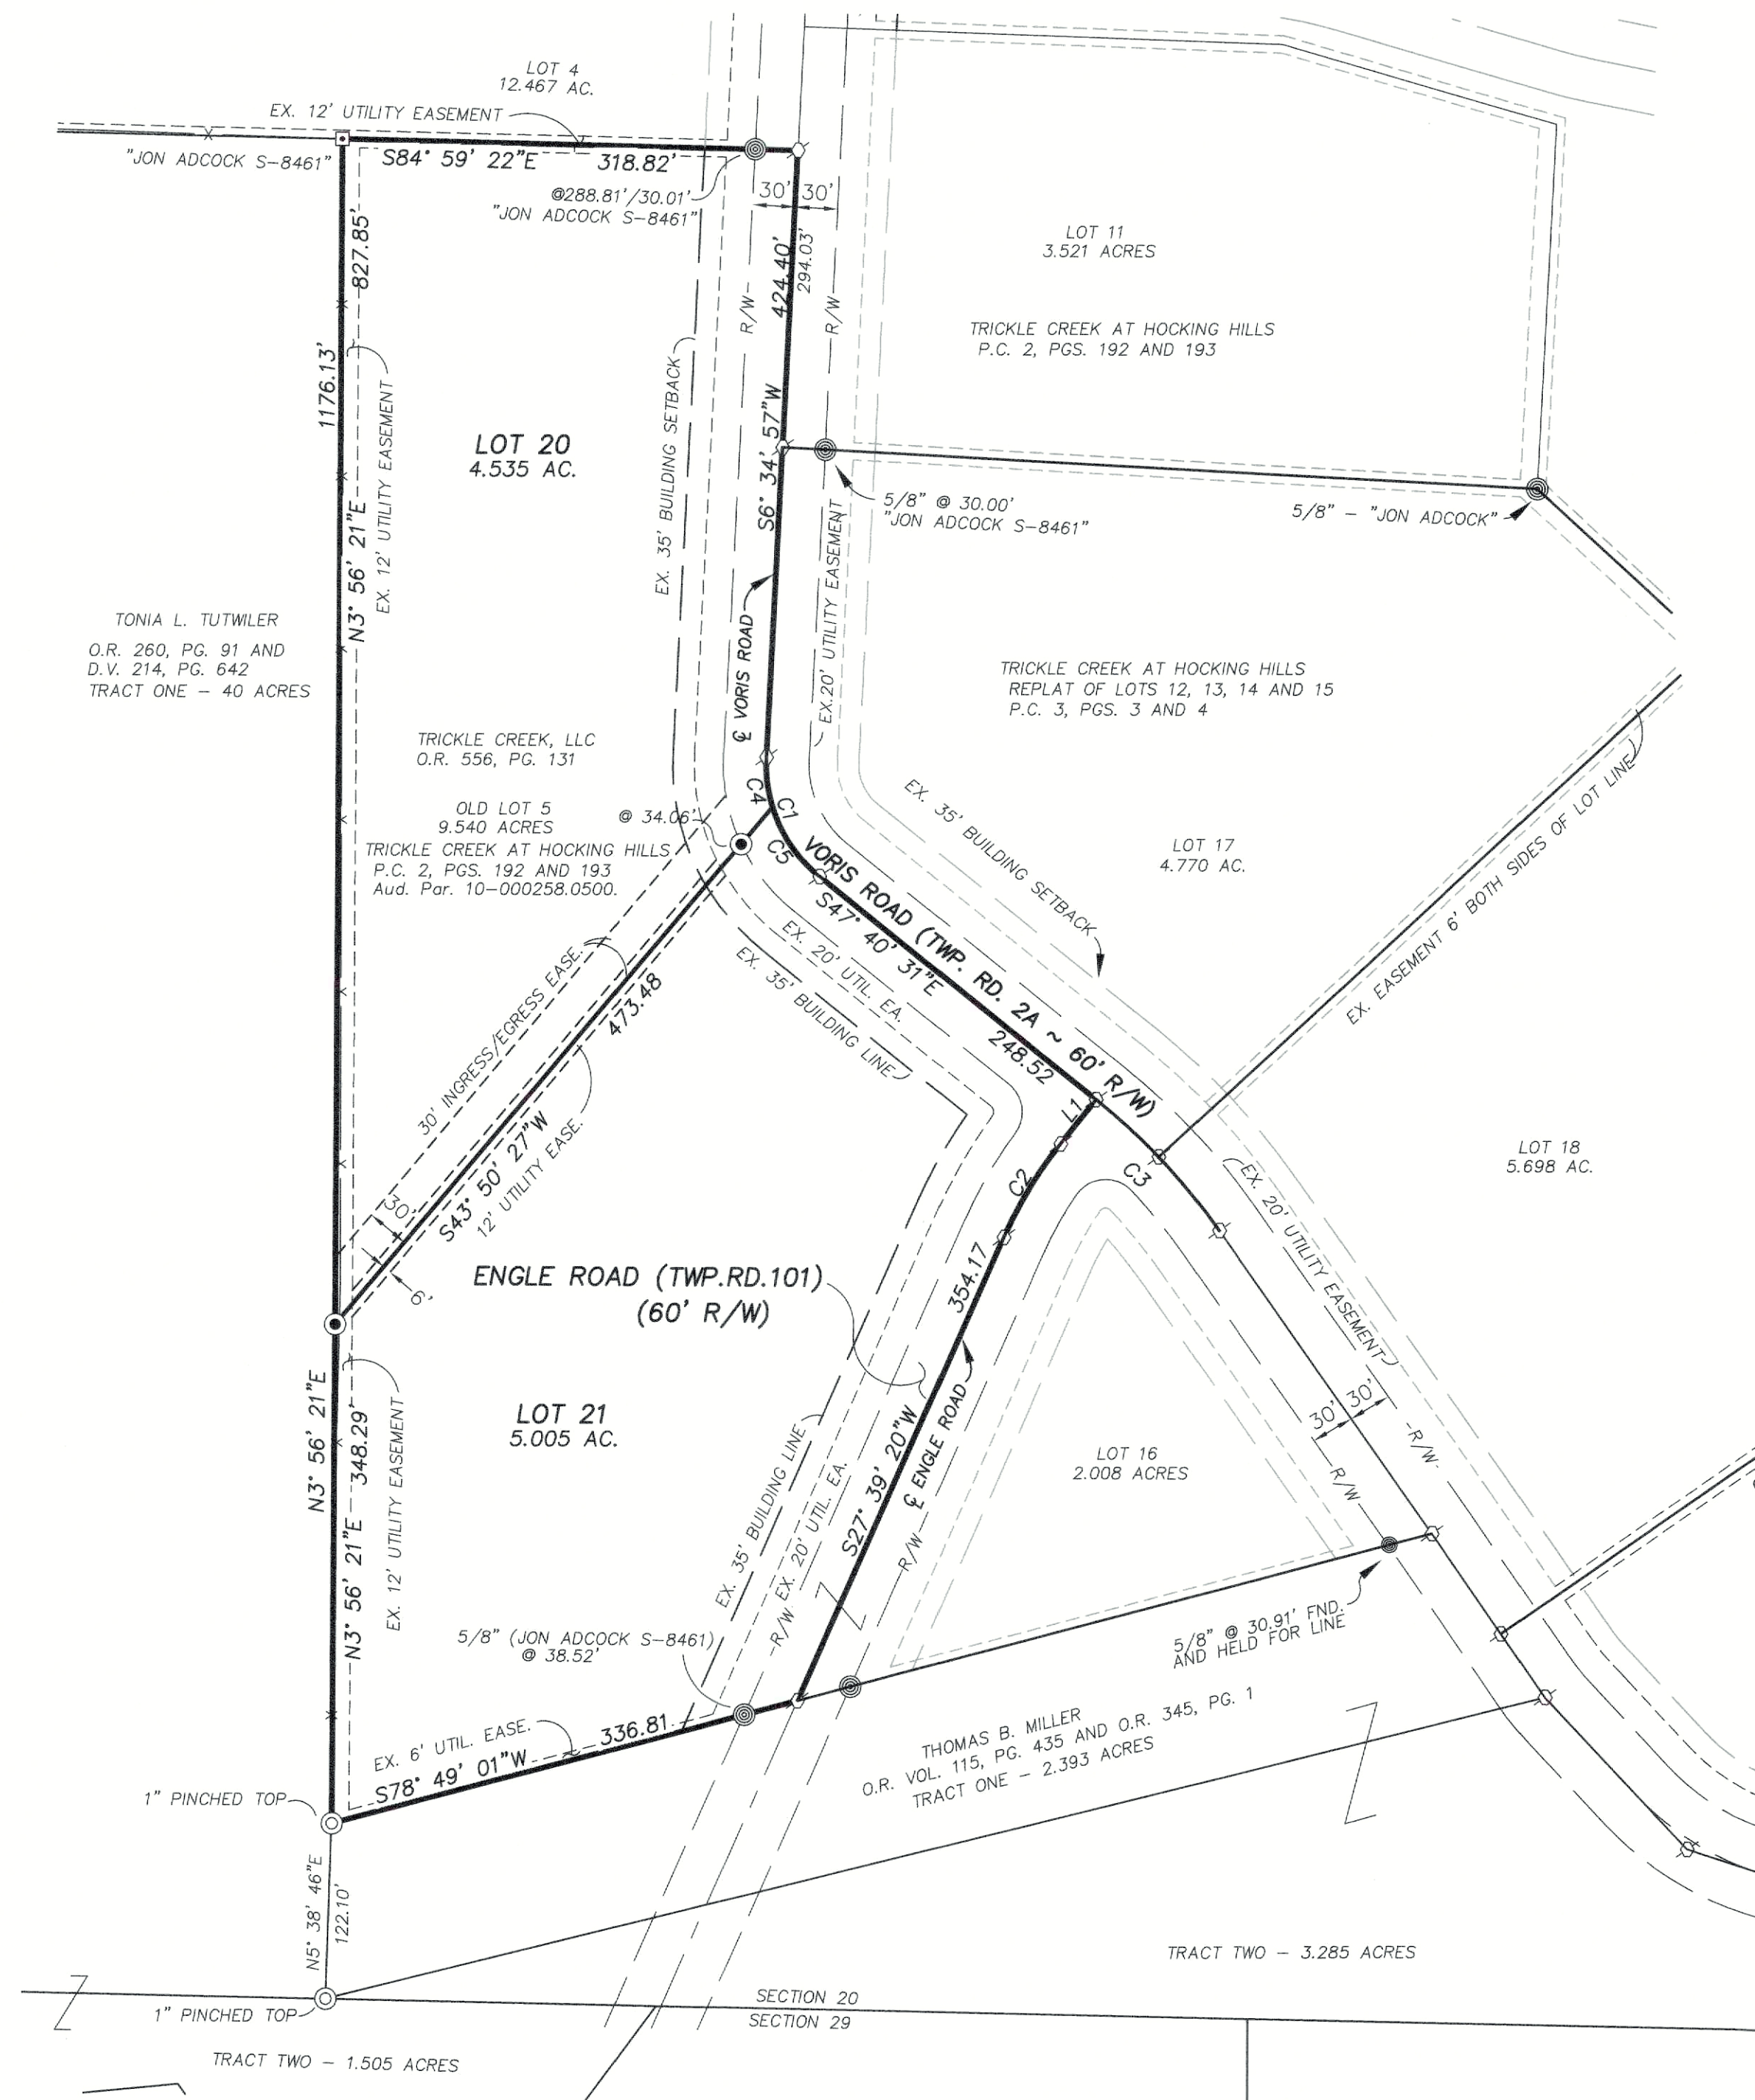 LOT 4
12.467 AC.
EX. 12' UTILITY EASEMENT
"JON ADCOCK S-8461"
S84° 59' 22"E 318.82'
@288.81'/30.01'
"JON ADCOCK S-8461"
30' 30'
827.85'
1176.13'
N3° 56' 21"E
EX. 12' UTILITY EASEMENT
LOT 20
4.535 AC.
EX. 35' BUILDING SETBACK
R/W
424.40'
294.03'
R/W
S6° 34' 57"W
LOT 11
3.521 ACRES
TRICKLE CREEK AT HOCKING HILLS
P.C. 2, PGS. 192 AND 193
5/8" @ 30.00'
"JON ADCOCK S-8461"
5/8" - "JON ADCOCK"
EX.20' UTILITY EASEMENT
℄ VORIS ROAD
TONIA L. TUTWILER
O.R. 260, PG. 91 AND
D.V. 214, PG. 642
TRACT ONE - 40 ACRES
TRICKLE CREEK, LLC
O.R. 556, PG. 131
OLD LOT 5
9.540 ACRES
TRICKLE CREEK AT HOCKING HILLS
P.C. 2, PGS. 192 AND 193
Aud. Par. 10-000258.0500.
@ 34.06'
C4
C1
C5
TRICKLE CREEK AT HOCKING HILLS
REPLAT OF LOTS 12, 13, 14 AND 15
P.C. 3, PGS. 3 AND 4
EX. 35' BUILDING SETBACK
LOT 17
4.770 AC.
EX. EASEMENT 6' BOTH SIDES OF LOT LINE
VORIS ROAD (TWP. RD. 2A ~ 60' R/W)
S47° 40' 31"E
248.52
EX. 20' UTIL. EA.
EX. 35' BUILDING LINE
30' INGRESS/EGRESS EASE.
473.48
S43° 50' 27"W
12' UTILITY EASE.
30'
6'
L1
C2
C3
LOT 18
5.698 AC.
EX. 20' UTILITY EASEMENT
ENGLE ROAD (TWP.RD.101)
(60' R/W)
354.17
S27° 39' 20"W
℄ ENGLE ROAD
R/W
N3° 56' 21"E
N3° 56' 21"E 348.29'
EX. 12' UTILITY EASEMENT
LOT 21
5.005 AC.
EX. 35' BUILDING LINE
EX. 20' UTIL. EA.
R/W
LOT 16
2.008 ACRES
30' 30'
R/W
R/W
5/8" (JON ADCOCK S-8461)
@ 38.52'
5/8" @ 30.91' FND.
AND HELD FOR LINE
EX. 6' UTIL. EASE.
S78° 49' 01"W 336.81
1" PINCHED TOP
THOMAS B. MILLER
O.R. VOL. 115, PG. 435 AND O.R. 345, PG. 1
TRACT ONE - 2.393 ACRES
N5° 38' 46"E
122.10'
TRACT TWO - 3.285 ACRES
SECTION 20
SECTION 29
1" PINCHED TOP
TRACT TWO - 1.505 ACRES